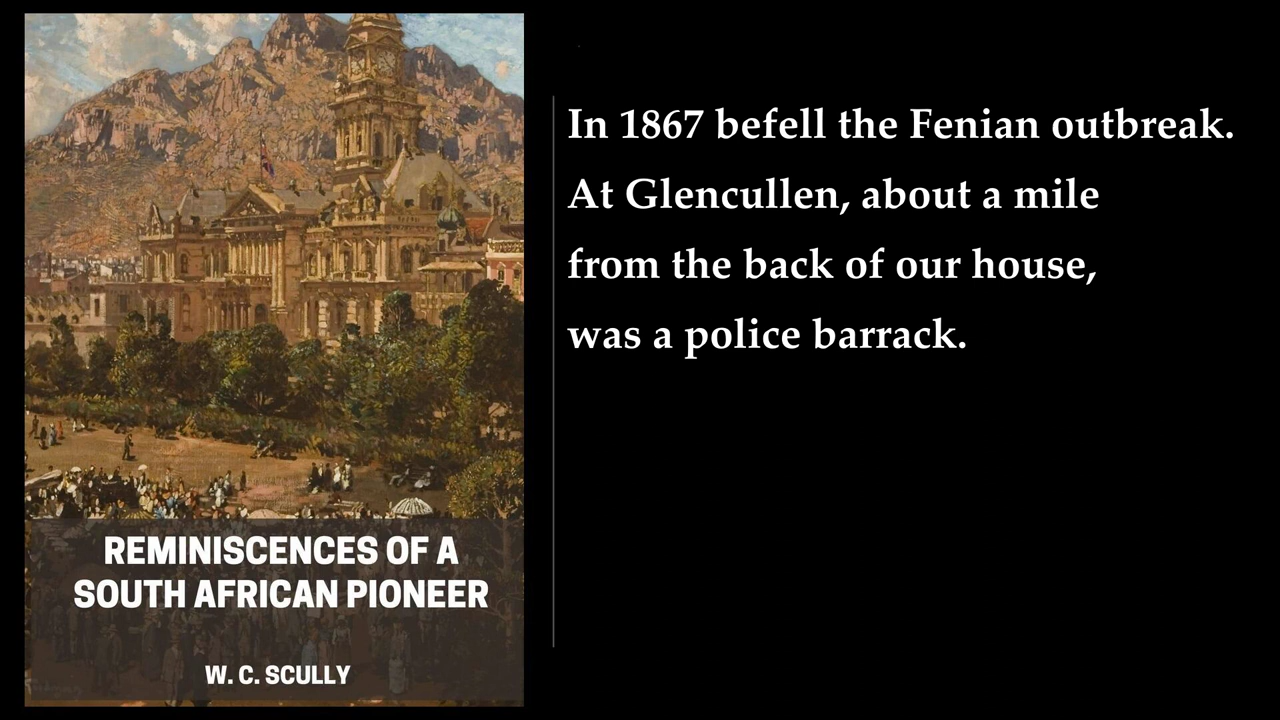 In 1867 befell the Fenian outbreak.
At Glencullen, about a mile
from the back of our house,
was a police barrack.
REMINISCENCES OF A
SOUTH AFRICAN PIONEER
W. C. SCULLY